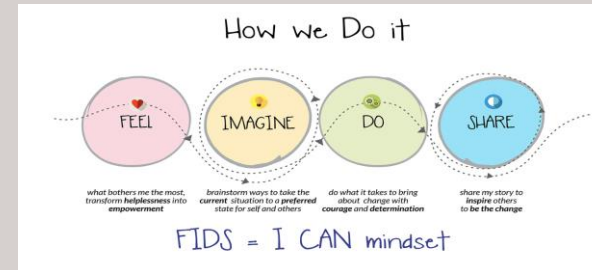 How we Do it
FEEL
IMAGINE
DO
SHARE
what bothers me the most,
transform helplessness into
empowerment
brainstorm ways to take the
current situation to a preferred
state for self and others
do what it takes to bring
about change with
courage and determination
share my story to
inspire others
to be the change
FIDS = I CAN mindset